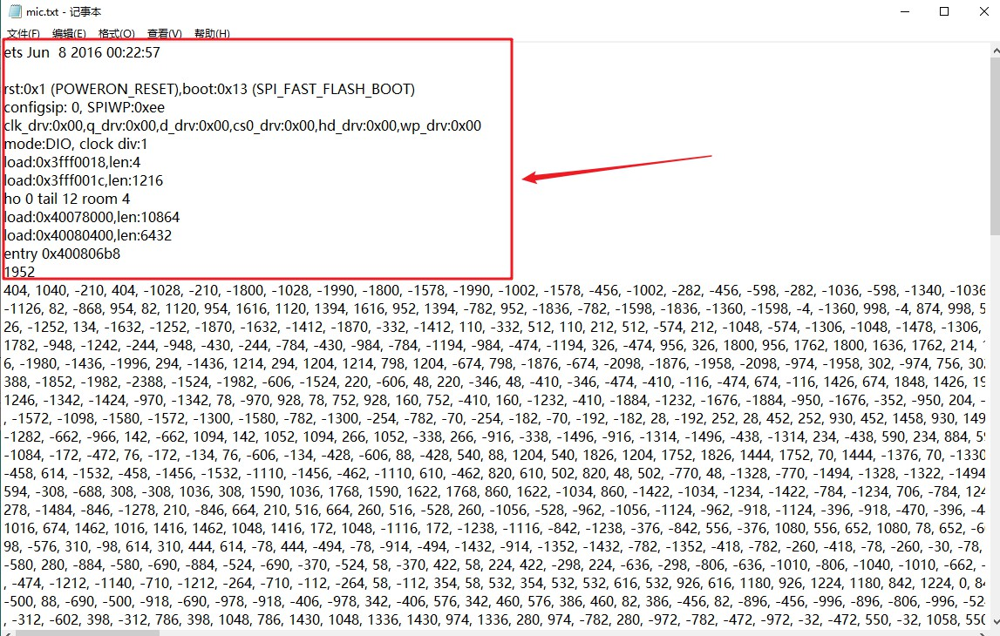 mic.txt - 记事本
文件(F) 编辑(E) 格式(O) 查看(V) 帮助(H)
ets Jun  8 2016 00:22:57
rst:0x1 (POWERON_RESET),boot:0x13 (SPI_FAST_FLASH_BOOT)
configsip: 0, SPIWP:0xee
clk_drv:0x00,q_drv:0x00,d_drv:0x00,cs0_drv:0x00,hd_drv:0x00,wp_drv:0x00
mode:DIO, clock div:1
load:0x3fff0018,len:4
load:0x3fff001c,len:1216
ho 0 tail 12 room 4
load:0x40078000,len:10864
load:0x40080400,len:6432
entry 0x400806b8
1952
404, 1040, -210, 404, -1028, -210, -1800, -1028, -1990, -1800, -1578, -1990, -1002, -1578, -456, -1002, -282, -456, -598, -282, -1036, -598, -1340, -1036
-1126, 82, -868, 954, 82, 1120, 954, 1616, 1120, 1394, 1616, 952, 1394, -782, 952, -1836, -782, -1598, -1836, -1360, -1598, -4, -1360, 998, -4, 874, 998,
26, -1252, 134, -1632, -1252, -1870, -1632, -1412, -1870, -332, -1412, 110, -332, 512, 110, 212, 512, -574, 212, -1048, -574, -1306, -1048, -1478, -1306,
1782, -948, -1242, -244, -948, -430, -244, -784, -430, -984, -784, -1194, -984, -474, -1194, 326, -474, 956, 326, 1800, 956, 1762, 1800, 1636, 1762, 214,
6, -1980, -1436, -1996, 294, -1436, 1214, 294, 1204, 1214, 798, 1204, -674, 798, -1876, -674, -2098, -1876, -1958, -2098, -974, -1958, 302, -974, 756,
388, -1852, -1982, -2388, -1524, -1982, -606, -1524, 220, -606, 48, 220, -346, 48, -410, -346, -474, -410, -116, -474, 674, -116, 1426, 674, 1848, 1426,
1246, -1342, -1424, -970, -1342, 78, -970, 928, 78, 752, 928, 160, 752, -410, 160, -1232, -410, -1884, -1232, -1676, -1884, -950, -1676, -352, -950, 204,
, -1572, -1098, -1580, -1572, -1300, -1580, -782, -1300, -254, -782, -70, -254, -182, -70, -192, -182, 28, -192, 252, 28, 452, 252, 930, 452, 1458, 930,
-1282, -662, -966, 142, -662, 1094, 142, 1052, 1094, 266, 1052, -338, 266, -916, -338, -1496, -916, -1314, -1496, -438, -1314, 234, -438, 590, 234, 884,
-1084, -172, -472, 76, -172, -134, 76, -606, -134, -428, -606, 88, -428, 540, 88, 1204, 540, 1826, 1204, 1752, 1826, 1444, 1752, 70, 1444, -1376, 70, -1330
-458, 614, -1532, -458, -1456, -1532, -1110, -1456, -462, -1110, 610, -462, 820, 610, 502, 820, 48, 502, -770, 48, -1328, -770, -1494, -1328, -1322, -1494
594, -308, -688, 308, -308, 1036, 308, 1590, 1036, 1768, 1590, 1622, 1768, 860, 1622, -1034, 860, -1422, -1034, -1234, -1422, -784, -1234, 706, -784,
278, -1484, -846, -1278, 210, -846, 664, 210, 516, 664, 260, 516, -528, 260, -1056, -528, -962, -1056, -1124, -962, -918, -1124, -396, -918, -470, -396,
1016, 674, 1462, 1016, 1416, 1462, 1048, 1416, 172, 1048, -1116, 172, -1238, -1116, -842, -1238, -376, -842, 556, -376, 1080, 556, 652, 1080, 78, 652,
98, -576, 310, -98, 614, 310, 444, 614, -78, 444, -494, -78, -914, -494, -1432, -914, -1352, -1432, -782, -1352, -418, -782, -260, -418, -78, -260, -30, -78,
-580, 280, -884, -580, -690, -884, -524, -690, -370, -524, 58, -370, 422, 58, 224, 422, -298, 224, -636, -298, -806, -636, -1010, -806, -1040, -1010, -662,
, -474, -1212, -1140, -710, -1212, -264, -710, -112, -264, 58, -112, 354, 58, 532, 354, 532, 532, 616, 532, 926, 616, 1180, 926, 1224, 1180, 842, 1224, 0,
-500, 88, -690, -500, -918, -690, -978, -918, -406, -978, 342, -406, 576, 342, 460, 576, 386, 460, 82, 386, -456, 82, -896, -456, -996, -896, -806, -996,
, -312, -602, 398, -312, 786, 398, 1048, 786, 1430, 1048, 1336, 1430, 974, 1336, 280, 974, -782, 280, -972, -782, -472, -972, -32, -472, 550, -32, 1058, 550